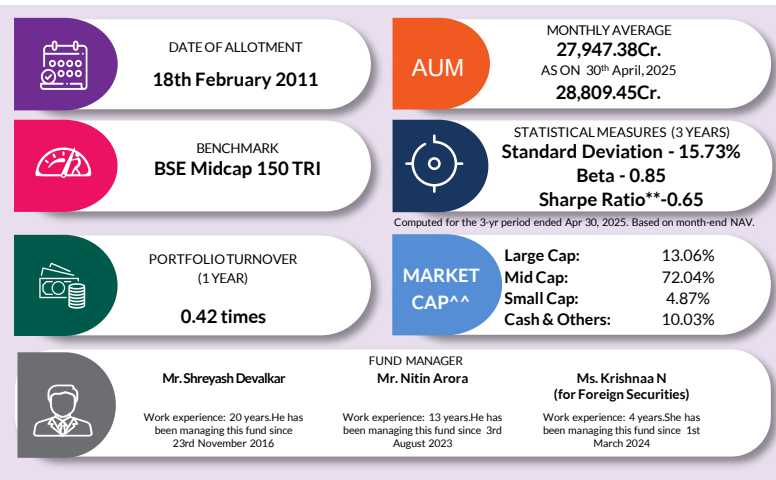 DATE OF ALLOTMENT
18th February 2011
AUM
MONTHLY AVERAGE
27,947.38Cr.
AS ON 30th April,2025
28,809.45Cr.
BENCHMARK
BSE Midcap 150 TRI
STATISTICAL MEASURES (3 YEARS)
Standard Deviation - 15.73%
Beta - 0.85
Sharpe Ratio**-0.65
Computed for the 3-yr period ended Apr 30, 2025. Based on month-end NAV.
PORTFOLIO TURNOVER
(1 YEAR)
0.42 times
MARKET
CAP^^
Large Cap: 13.06%
Mid Cap: 72.04%
Small Cap: 4.87%
Cash & Others: 10.03%
FUND MANAGER
Mr. Shreyash Devalkar
Work experience: 20 years.He has
been managing this fund since
23rd November 2016
Mr. Nitin Arora
Work experience: 13 years.He has
been managing this fund since 3rd
August 2023
Ms. Krishnaa N
(for Foreign Securities)
Work experience: 4 years.She has
been managing this fund since 1st
March 2024